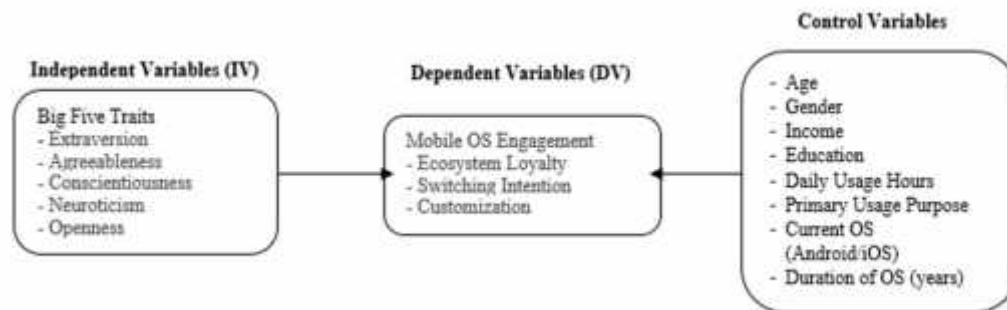 Independent Variables (IV)
Big Five Traits
- Extraversion
- Agreeableness
- Conscientiousness
- Neuroticism
- Openness
Dependent Variables (DV)
Mobile OS Engagement
- Ecosystem Loyalty
- Switching Intention
- Customization
Control Variables
- Age
- Gender
- Income
- Education
- Daily Usage Hours
- Primary Usage Purpose
- Current OS
(Android/iOS)
- Duration of OS (years)